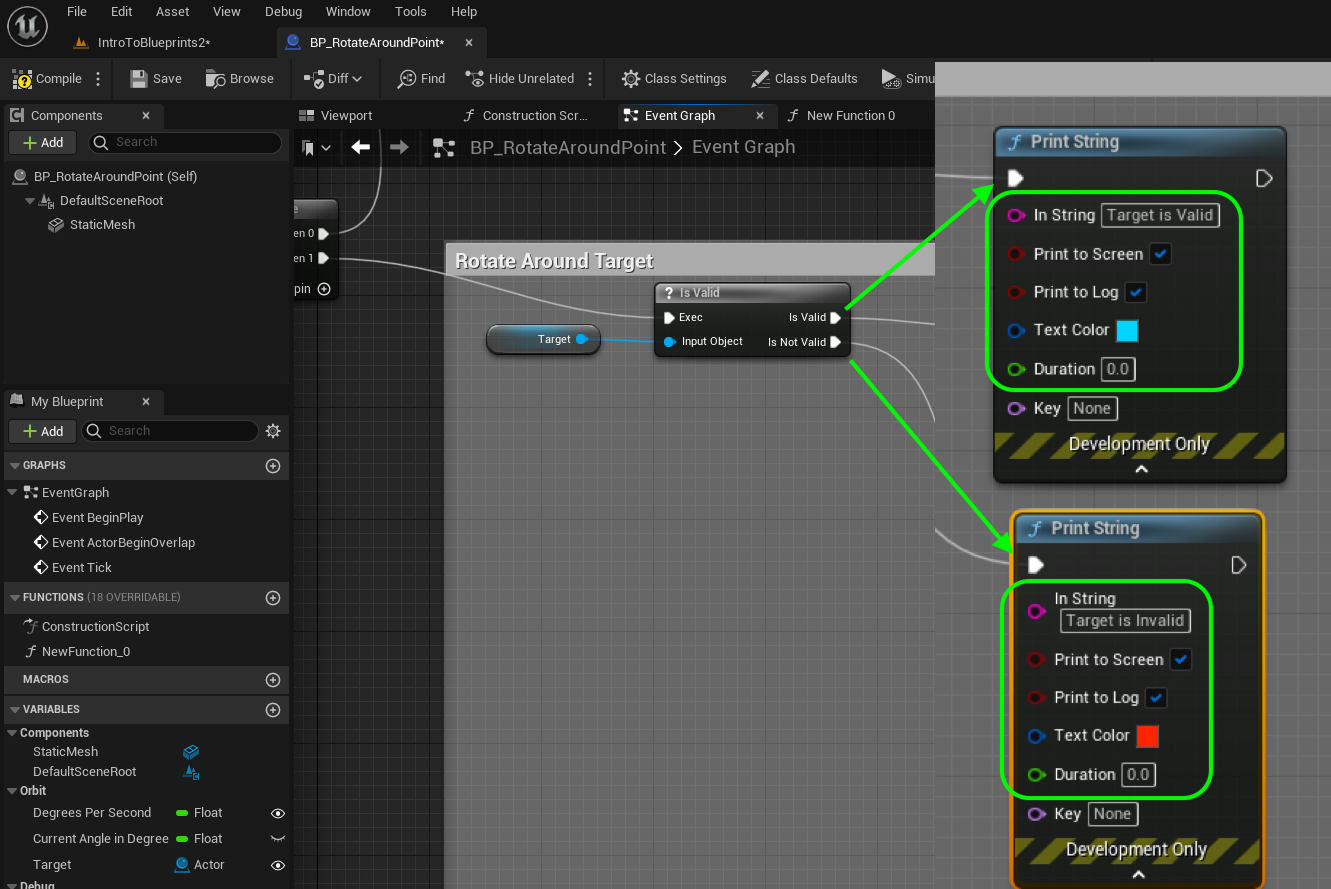 File Edit Asset View Debug Window Tools Help
IntroToBlueprints2*
BP_RotateAroundPoint*
Compile
Save
Browse
Diff
Find
Hide Unrelated
Class Settings
Class Defaults
Simu
Components
Add
Search
BP_RotateAroundPoint (Self)
DefaultSceneRoot
StaticMesh
My Blueprint
Add
Search
GRAPHS
EventGraph
Event BeginPlay
Event ActorBeginOverlap
Event Tick
FUNCTIONS (18 OVERRIDABLE)
ConstructionScript
NewFunction_0
MACROS
VARIABLES
Components
StaticMesh
DefaultSceneRoot
Orbit
Degrees Per Second Float
Current Angle in Degree Float
Target Actor
Debug
Viewport
Construction Scr...
Event Graph
New Function 0
BP_RotateAroundPoint > Event Graph
e
en 0
en 1
pin
Rotate Around Target
Target
? Is Valid
Exec Is Valid
Input Object Is Not Valid
f Print String
In String Target is Valid
Print to Screen
Print to Log
Text Color
Duration 0.0
Key None
Development Only
f Print String
In String
Target is Invalid
Print to Screen
Print to Log
Text Color
Duration 0.0
Key None
Development Only